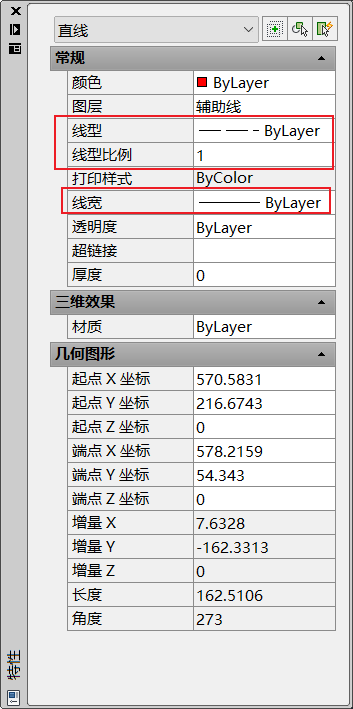 直线
常规
颜色 ByLayer
图层 辅助线
线型 ByLayer
线型比例 1
打印样式 ByColor
线宽 ByLayer
透明度 ByLayer
超链接
厚度 0
三维效果
材质 ByLayer
几何图形
起点 X 坐标 570.5831
起点 Y 坐标 216.6743
起点 Z 坐标 0
端点 X 坐标 578.2159
端点 Y 坐标 54.343
端点 Z 坐标 0
增量 X 7.6328
增量 Y -162.3313
增量 Z 0
长度 162.5106
角度 273
特性